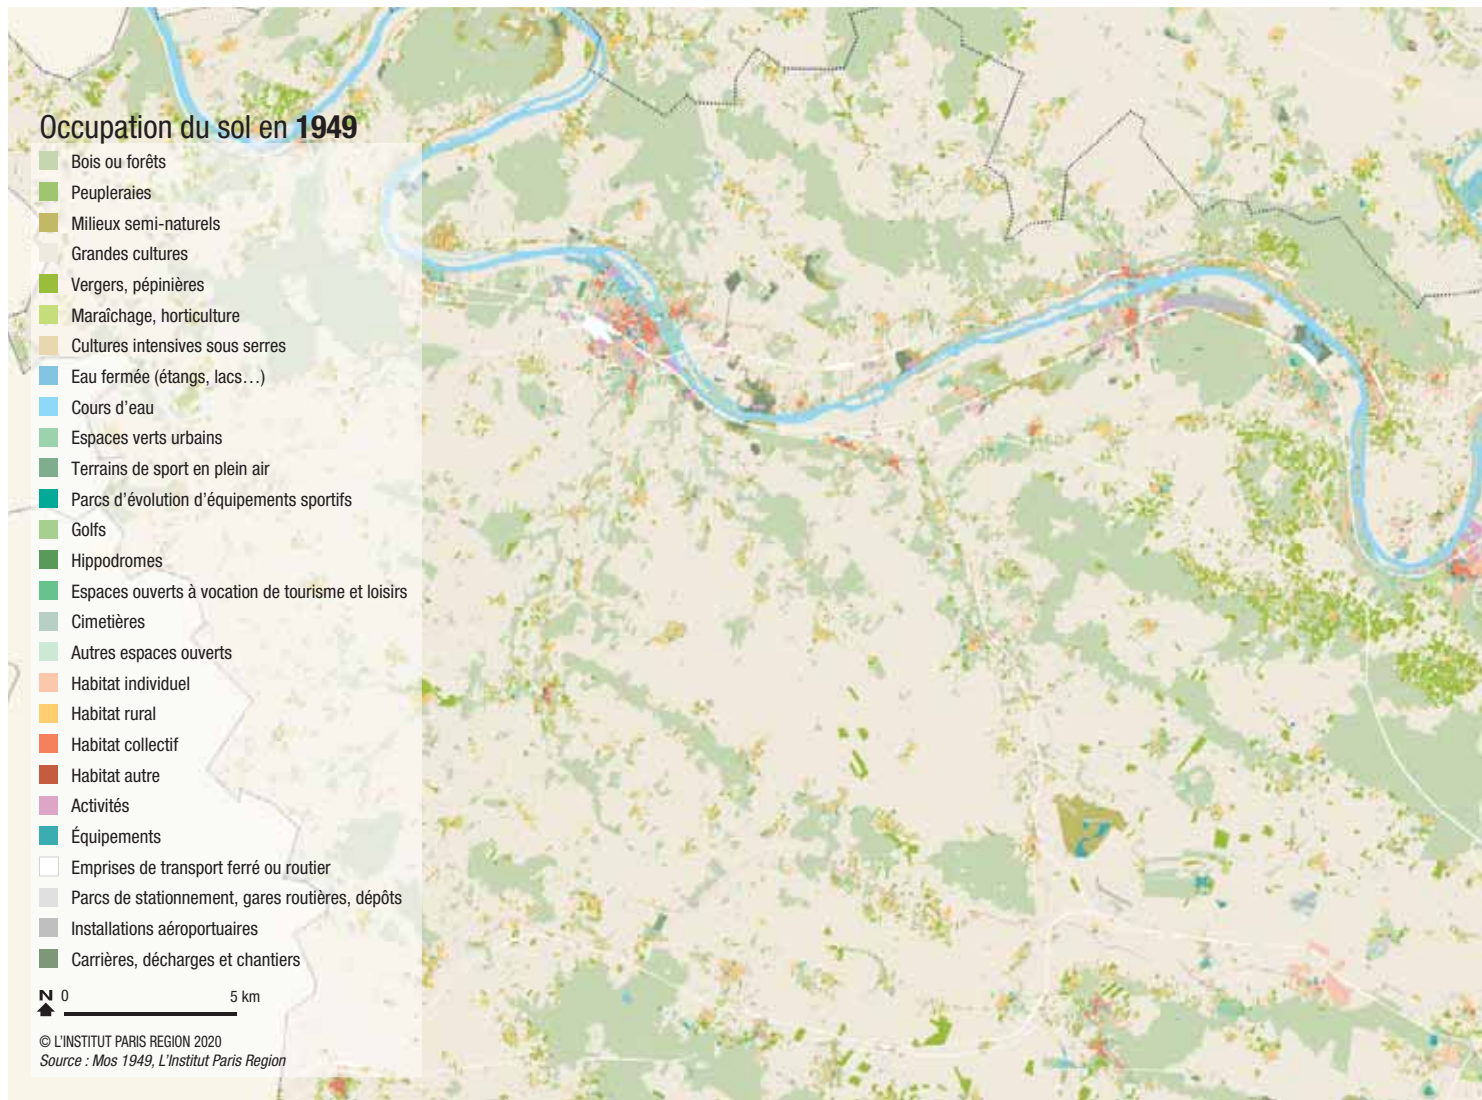 Occupation du sol en 1949
Bois ou forêts
Peupleraies
Milieux semi-naturels
Grandes cultures
Vergers, pépinières
Maraîchage, horticulture
Cultures intensives sous serres
Eau fermée (étangs, lacs…)
Cours d'eau
Espaces verts urbains
Terrains de sport en plein air
Parcs d'évolution d'équipements sportifs
Golfs
Hippodromes
Espaces ouverts à vocation de tourisme et loisirs
Cimetières
Autres espaces ouverts
Habitat individuel
Habitat rural
Habitat collectif
Habitat autre
Activités
Équipements
Emprises de transport ferré ou routier
Parcs de stationnement, gares routières, dépôts
Installations aéroportuaires
Carrières, décharges et chantiers
N 0 5 km
© L'INSTITUT PARIS REGION 2020
Source : Mos 1949, L'Institut Paris Region